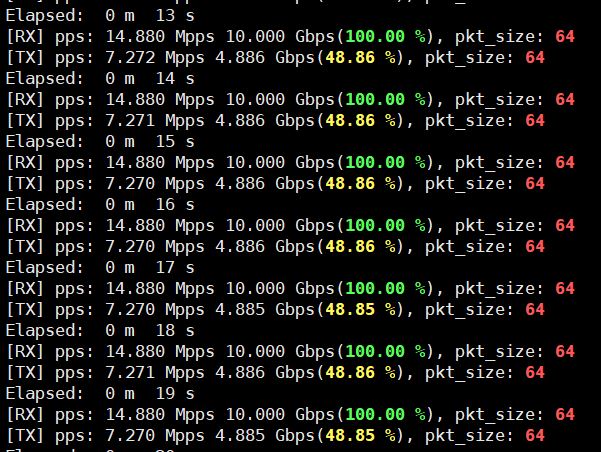 Elapsed:  0 m  13 s
[RX] pps: 14.880 Mpps 10.000 Gbps(100.00 %), pkt_size: 64
[TX] pps: 7.272 Mpps 4.886 Gbps(48.86 %), pkt_size: 64
Elapsed:  0 m  14 s
[RX] pps: 14.880 Mpps 10.000 Gbps(100.00 %), pkt_size: 64
[TX] pps: 7.271 Mpps 4.886 Gbps(48.86 %), pkt_size: 64
Elapsed:  0 m  15 s
[RX] pps: 14.880 Mpps 10.000 Gbps(100.00 %), pkt_size: 64
[TX] pps: 7.270 Mpps 4.886 Gbps(48.86 %), pkt_size: 64
Elapsed:  0 m  16 s
[RX] pps: 14.880 Mpps 10.000 Gbps(100.00 %), pkt_size: 64
[TX] pps: 7.270 Mpps 4.886 Gbps(48.86 %), pkt_size: 64
Elapsed:  0 m  17 s
[RX] pps: 14.880 Mpps 10.000 Gbps(100.00 %), pkt_size: 64
[TX] pps: 7.270 Mpps 4.885 Gbps(48.85 %), pkt_size: 64
Elapsed:  0 m  18 s
[RX] pps: 14.880 Mpps 10.000 Gbps(100.00 %), pkt_size: 64
[TX] pps: 7.271 Mpps 4.886 Gbps(48.86 %), pkt_size: 64
Elapsed:  0 m  19 s
[RX] pps: 14.880 Mpps 10.000 Gbps(100.00 %), pkt_size: 64
[TX] pps: 7.270 Mpps 4.885 Gbps(48.85 %), pkt_size: 64